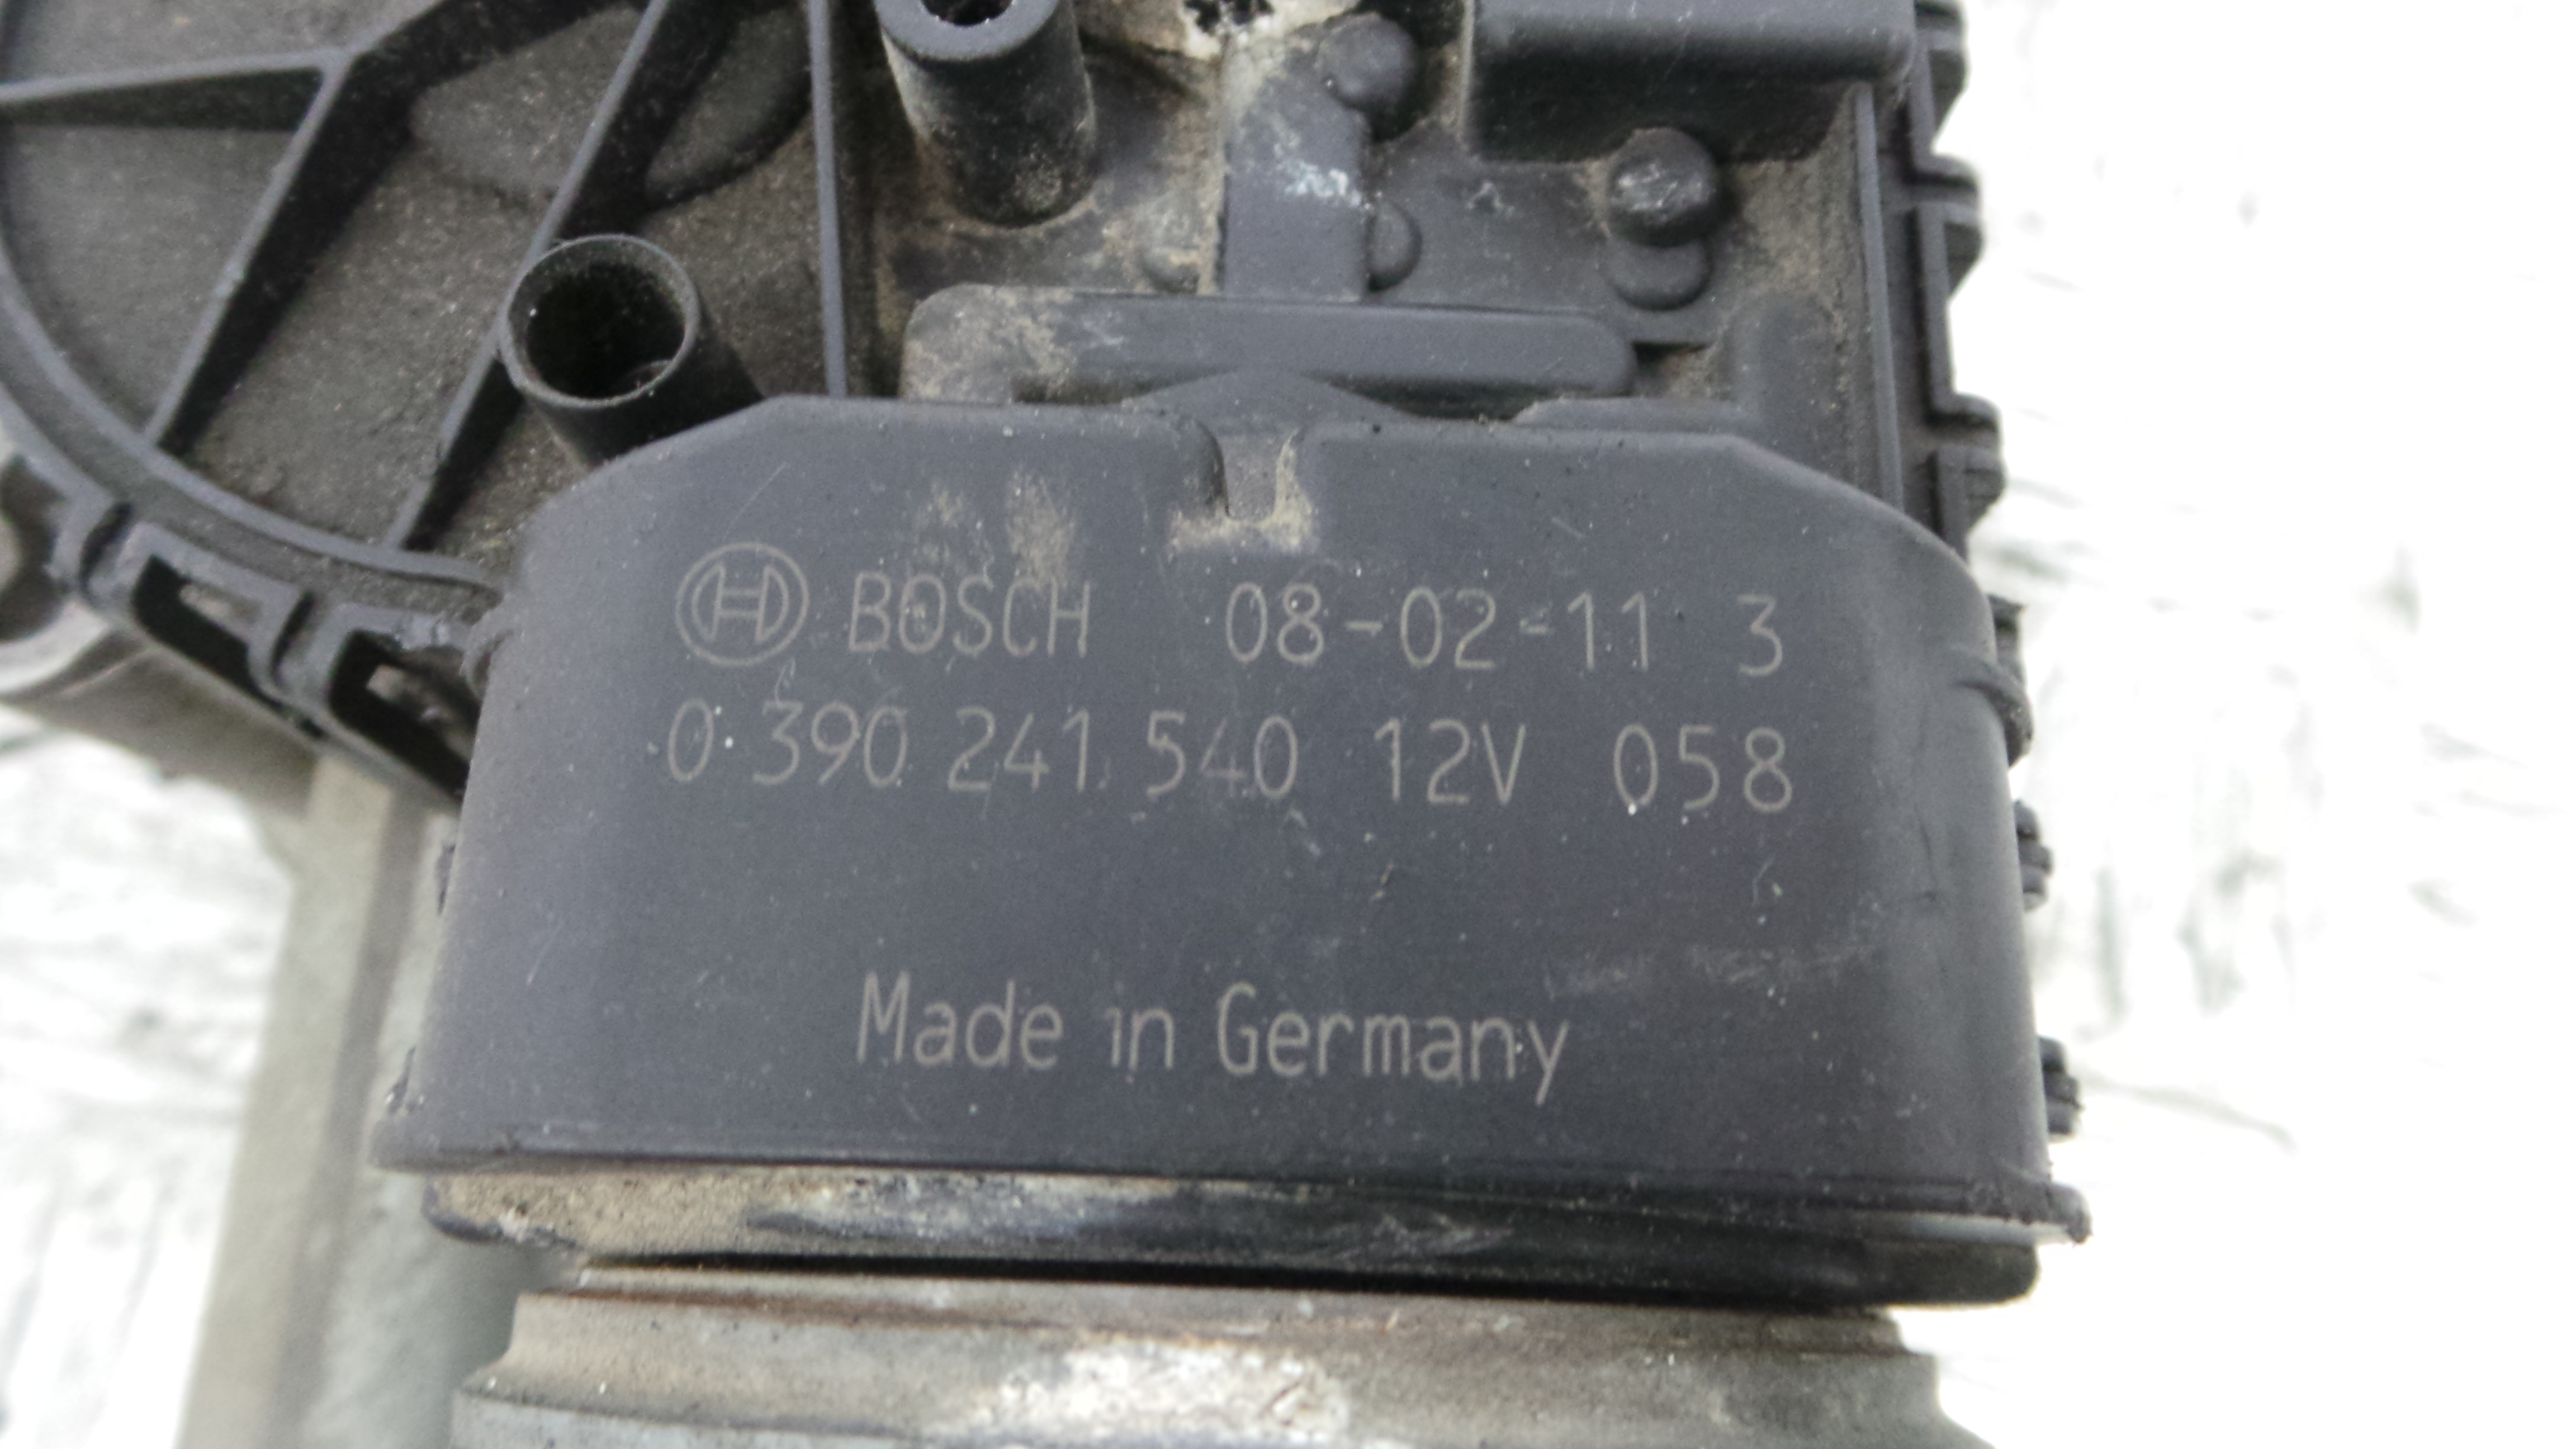 BOSCH 08-02-11 3
0 390 241 540 12V 058
Made in Germany